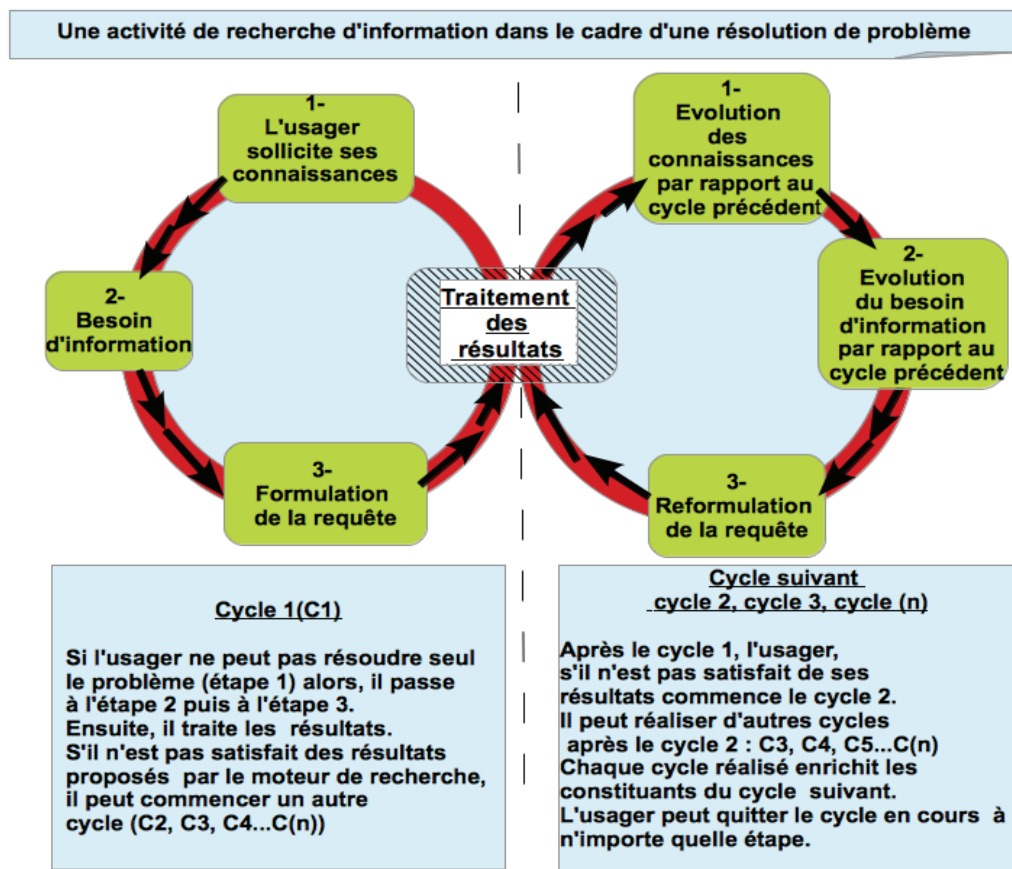 Une activité de recherche d'information dans le cadre d'une résolution de problème
1-
L'usager
sollicite ses
connaissances
2-
Besoin
d'information
3-
Formulation
de la requête
Traitement
des
résultats
1-
Evolution
des
connaissances
par rapport au
cycle précédent
2-
Evolution
du besoin
d'information
par rapport au
cycle précédent
3-
Reformulation
de la requête
Cycle 1(C1)
Si l'usager ne peut pas résoudre seul
le problème (étape 1) alors, il passe
à l'étape 2 puis à l'étape 3.
Ensuite, il traite les résultats.
S'il n'est pas satisfait des résultats
proposés par le moteur de recherche,
il peut commencer un autre
cycle (C2, C3, C4...C(n))
Cycle suivant
cycle 2, cycle 3, cycle (n)
Après le cycle 1, l'usager,
s'il n'est pas satisfait de ses
résultats commence le cycle 2.
Il peut réaliser d'autres cycles
après le cycle 2 : C3, C4, C5...C(n)
Chaque cycle réalisé enrichit les
constituants du cycle suivant.
L'usager peut quitter le cycle en cours à
n'importe quelle étape.